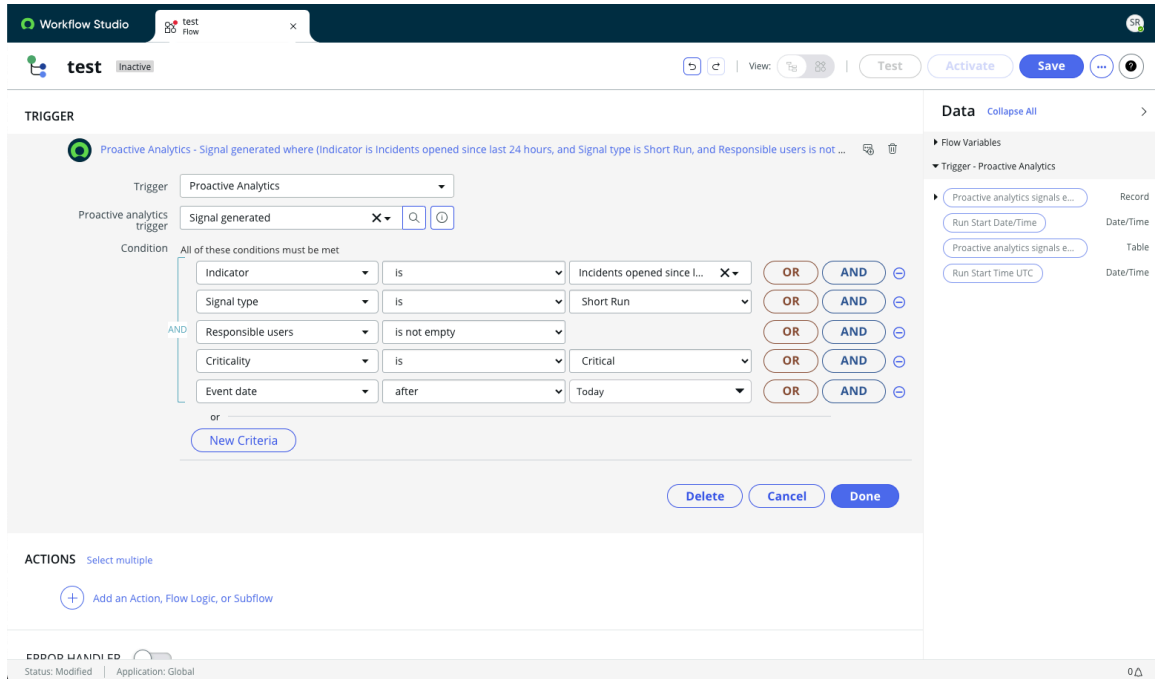 Workflow Studio
test
Flow
SR
test Inactive
View: Test Activate Save
TRIGGER
Proactive Analytics - Signal generated where (Indicator is Incidents opened since last 24 hours, and Signal type is Short Run, and Responsible users is not ...
Trigger Proactive Analytics
Proactive analytics trigger Signal generated
Condition All of these conditions must be met
Indicator is Incidents opened since l... OR AND
Signal type is Short Run OR AND
AND Responsible users is not empty OR AND
Criticality is Critical OR AND
Event date after Today OR AND
or
New Criteria
Delete Cancel Done
ACTIONS Select multiple
Add an Action, Flow Logic, or Subflow
ERROR HANDLER
Status: Modified Application: Global
Data Collapse All
Flow Variables
Trigger - Proactive Analytics
Proactive analytics signals e... Record
Run Start Date/Time Date/Time
Proactive analytics signals e... Table
Run Start Time UTC Date/Time
0